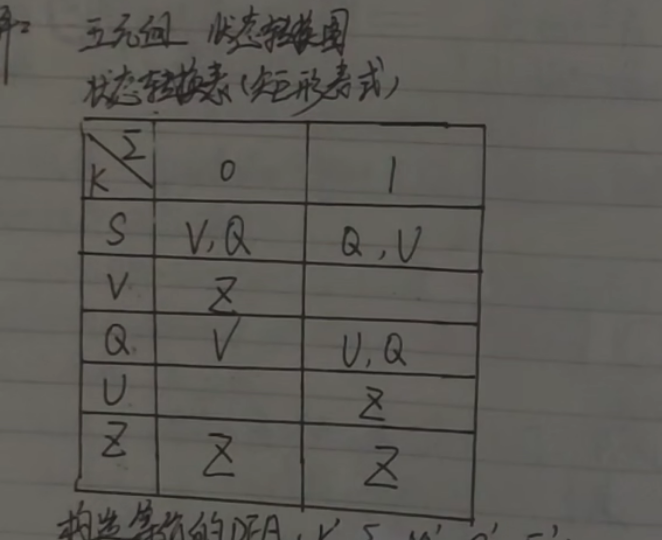 解:
五元组 状态转换图
状态转换表(矩形表式)
K Σ 0 1
S V,Q Q,U
V Z
Q V U,Q
U Z
Z Z Z
构造等价的DFA,